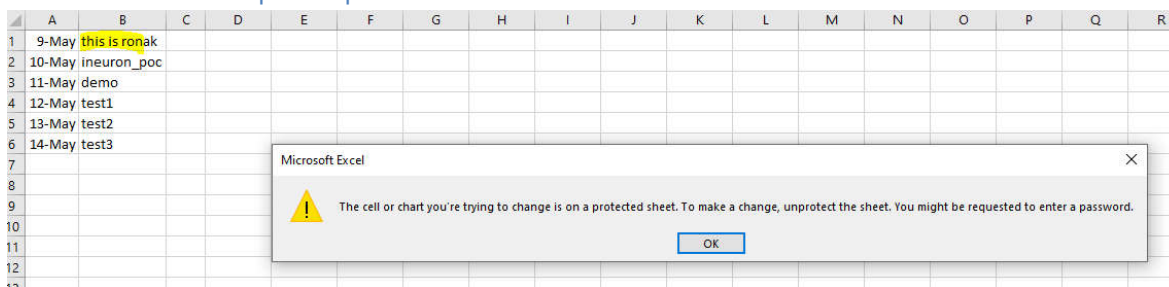 A B C D E F G H I J K L M N O P Q R
1 9-May this is ronak
2 10-May ineuron_poc
3 11-May demo
4 12-May test1
5 13-May test2
6 14-May test3
7
Microsoft Excel
8
9 The cell or chart you're trying to change is on a protected sheet. To make a change, unprotect the sheet. You might be requested to enter a password.
10
11 OK
12